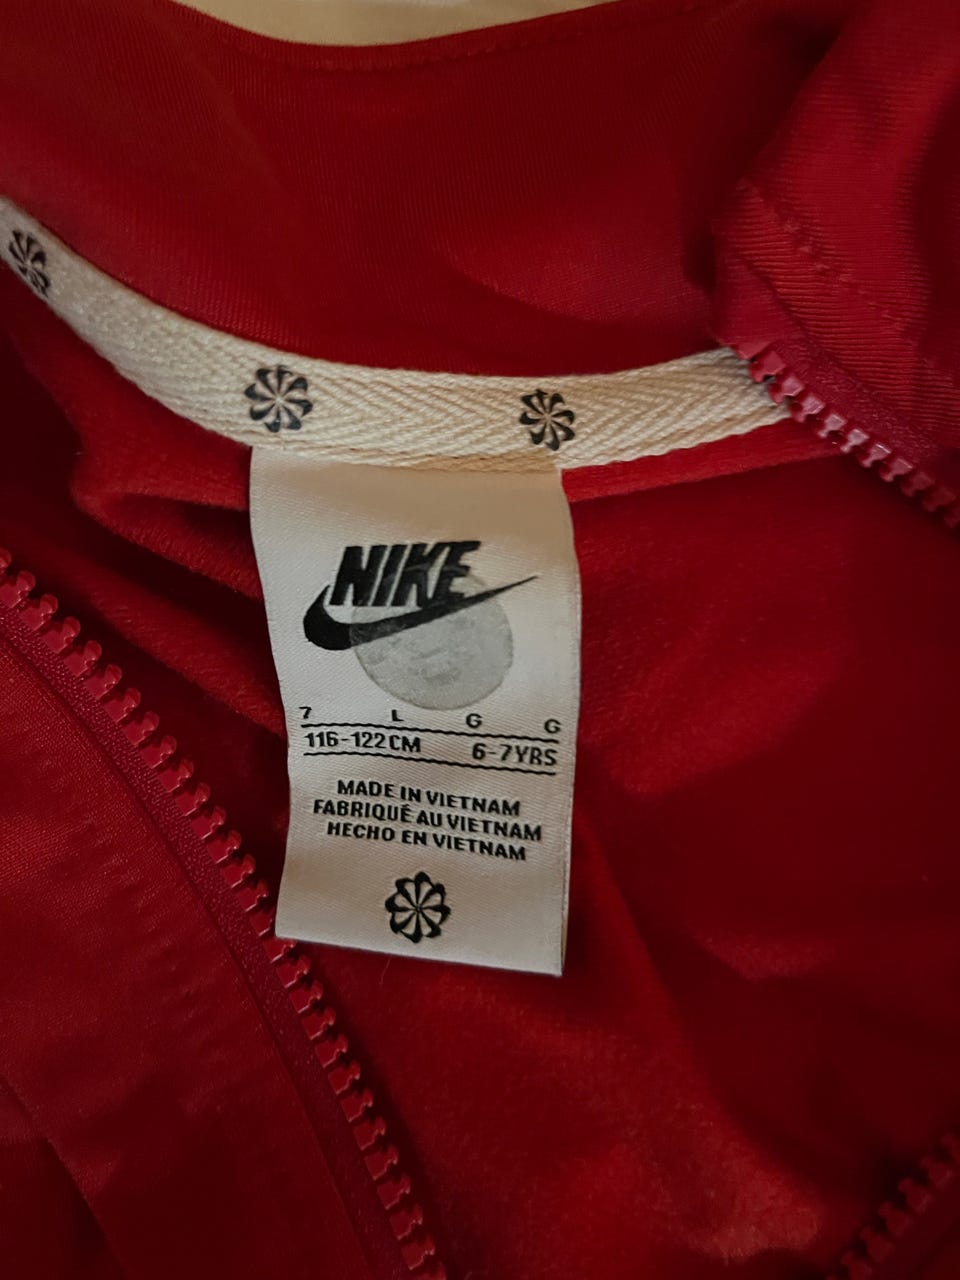 NIKE
7 L G G
116-122CM 6-7YRS
MADE IN VIETNAM
FABRIQUÉ AU VIETNAM
HECHO EN VIETNAM